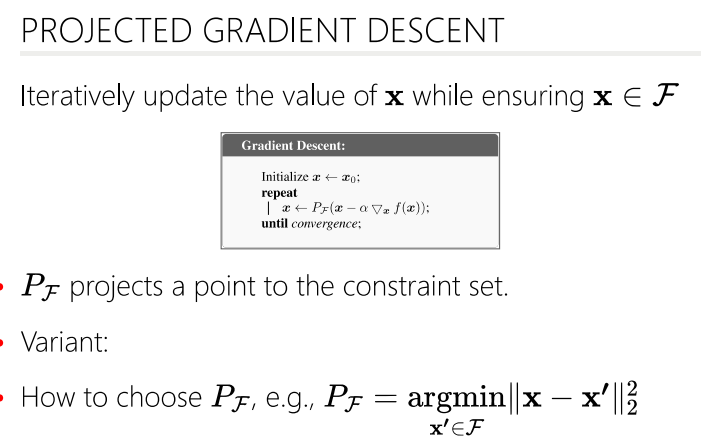 PROJECTED GRADIENT DESCENT
Iteratively update the value of 𝐱 while ensuring 𝐱 ∈ ℱ
Gradient Descent:
Initialize 𝒙 ← 𝒙₀;
repeat
| 𝒙 ← P_ℱ(𝒙 − α ▽_𝒙 f(𝒙));
until convergence;
• P_ℱ projects a point to the constraint set.
• Variant:
• How to choose P_ℱ, e.g., P_ℱ = argmin‖𝐱 − 𝐱′‖₂²
𝐱′∈ℱ